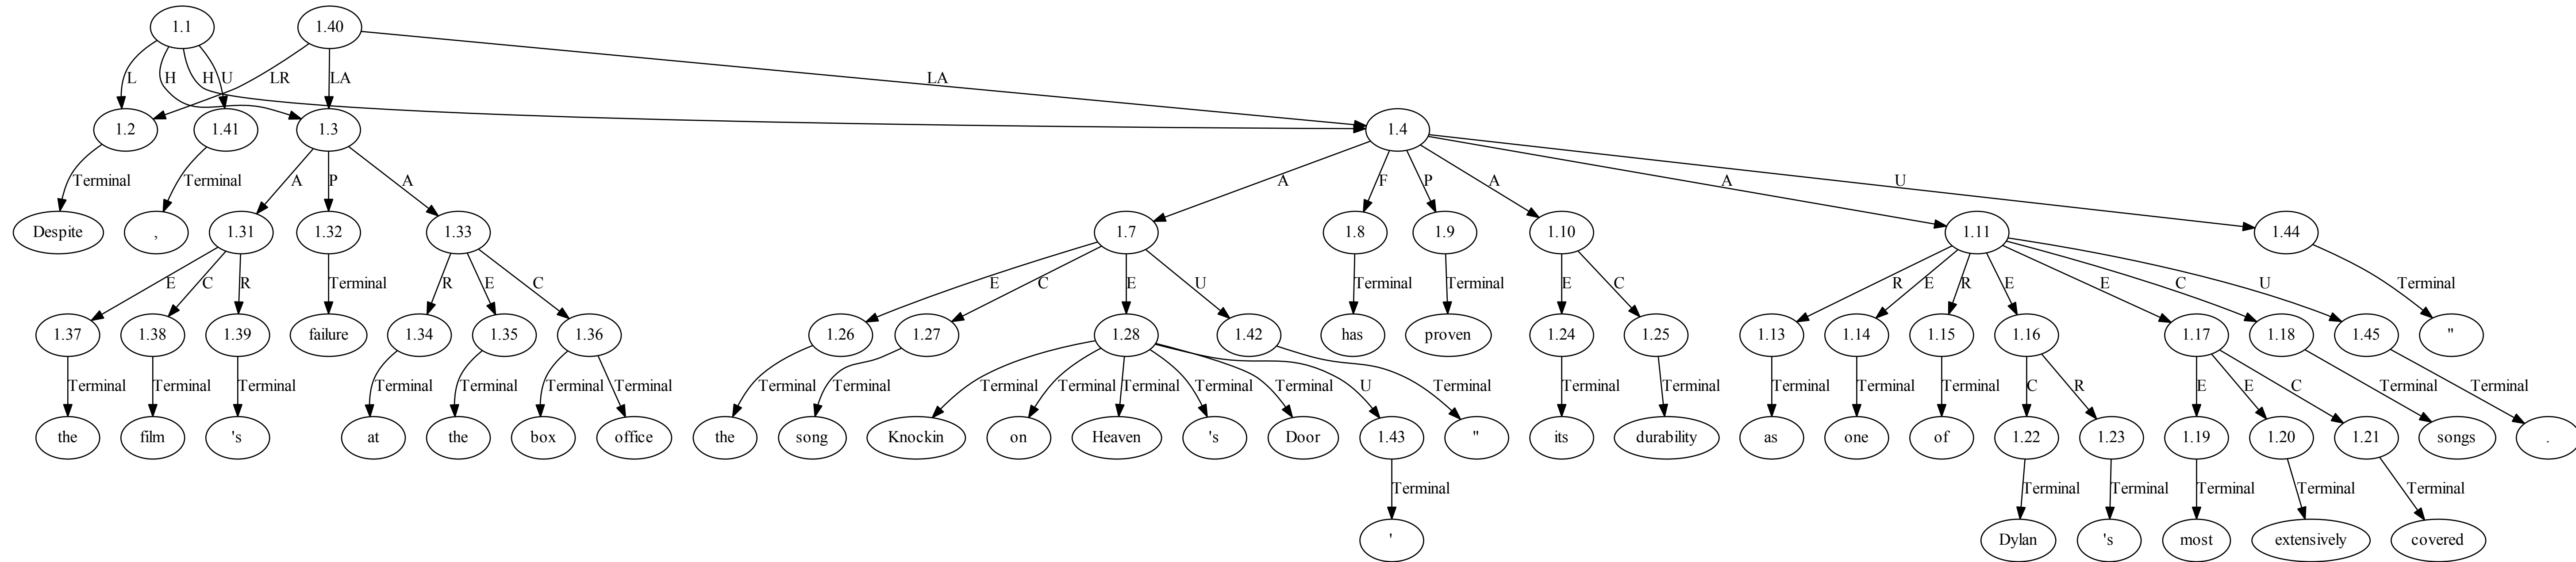 1.1 1.40
L H H U LR LA LA
1.2 1.41 1.3 1.4
Terminal Terminal A P A A F P A A U
Despite , 1.31 1.32 1.33 1.7 1.8 1.9 1.10 1.11 1.44
E C R Terminal R E C E C E U Terminal Terminal E C R E R E E C U Terminal
1.37 1.38 1.39 failure 1.34 1.35 1.36 1.26 1.27 1.28 1.42 has proven 1.24 1.25 1.13 1.14 1.15 1.16 1.17 1.18 1.45 "
Terminal Terminal Terminal Terminal Terminal Terminal Terminal Terminal Terminal Terminal Terminal Terminal Terminal Terminal U Terminal Terminal Terminal Terminal Terminal Terminal C R E E C Terminal Terminal
the film 's at the box office the song Knockin on Heaven 's Door 1.43 " its durability as one of 1.22 1.23 1.19 1.20 1.21 songs .
Terminal Terminal Terminal Terminal Terminal Terminal
' Dylan 's most extensively covered